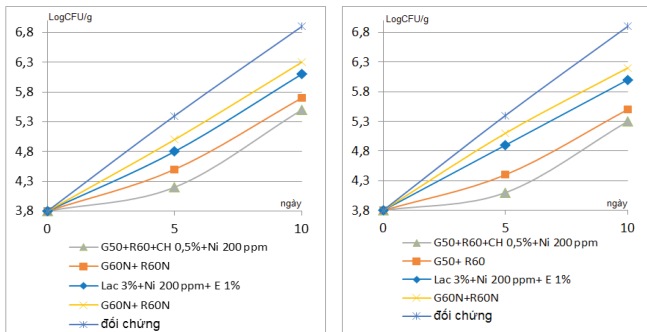 LogCFU/g
6,8
6,3
5,8
5,3
4,8
4,3
3,8
0
5
10
ngày
G50+R60+CH 0,5%+Ni 200 ppm
G60N+ R60N
Lac 3%+Ni 200 ppm+ E 1%
G60N+ R60N
đối chứng
LogCFU/g
6,8
6,3
5,8
5,3
4,8
4,3
3,8
0
5
10
ngày
G50+R60+CH 0,5%+Ni 200 ppm
G50+ R60
Lac 3%+Ni 200 ppm+ E 1%
G60N+R60N
đối chứng